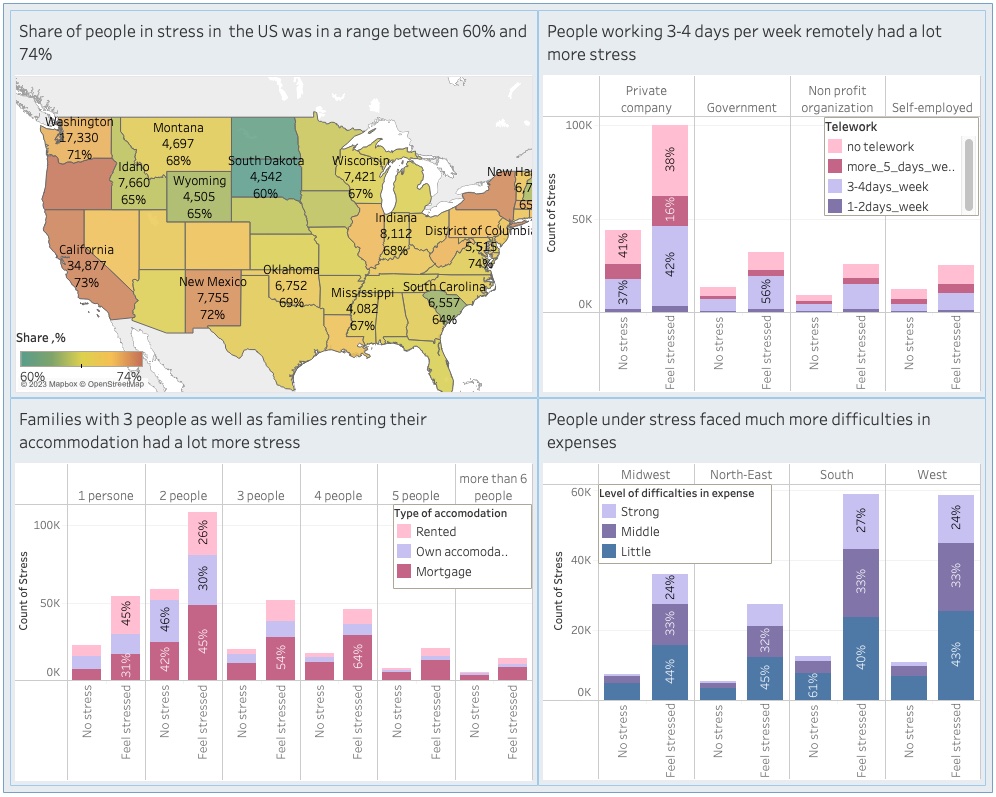 Share of people in stress in the US was in a range between 60% and
74%
Washington
17,330
71%
Montana
4,697
68%
Idaho
7,660
65%
Wyoming
4,505
65%
South Dakota
4,542
60%
Wisconsin
7,421
67%
New Ha
6,7
65
Indiana
8,112
68%
District of Columbi
5,515
74%
California
34,877
73%
New Mexico
7,755
72%
Oklahoma
6,752
69%
Mississippi
4,082
67%
South Carolina
6,557
64%
Share ,%
60% 74%
© 2023 Mapbox © OpenStreetMap
People working 3-4 days per week remotely had a lot
more stress
Private
company
Government
Non profit
organization
Self-employed
Telework
no telework
more_5_days_we..
3-4days_week
1-2days_week
Count of Stress
100K
50K
0K
41%
37%
38%
16%
42%
56%
No stress
Feel stressed
No stress
Feel stressed
No stress
Feel stressed
No stress
Feel stressed
Families with 3 people as well as families renting their
accommodation had a lot more stress
1 persone
2 people
3 people
4 people
5 people
more than 6
people
Type of accomodation
Rented
Own accomoda..
Mortgage
Count of Stress
100K
50K
0K
45%
31%
46%
42%
26%
30%
45%
54%
64%
No stress
Feel stressed
No stress
Feel stressed
No stress
Feel stressed
No stress
Feel stressed
No stress
Feel stressed
No stress
Feel stressed
People under stress faced much more difficulties in
expenses
Midwest
North-East
South
West
Level of difficulties in expense
Strong
Middle
Little
Count of Stress
60K
40K
20K
0K
24%
33%
44%
32%
45%
61%
27%
33%
40%
24%
33%
43%
No stress
Feel stressed
No stress
Feel stressed
No stress
Feel stressed
No stress
Feel stressed